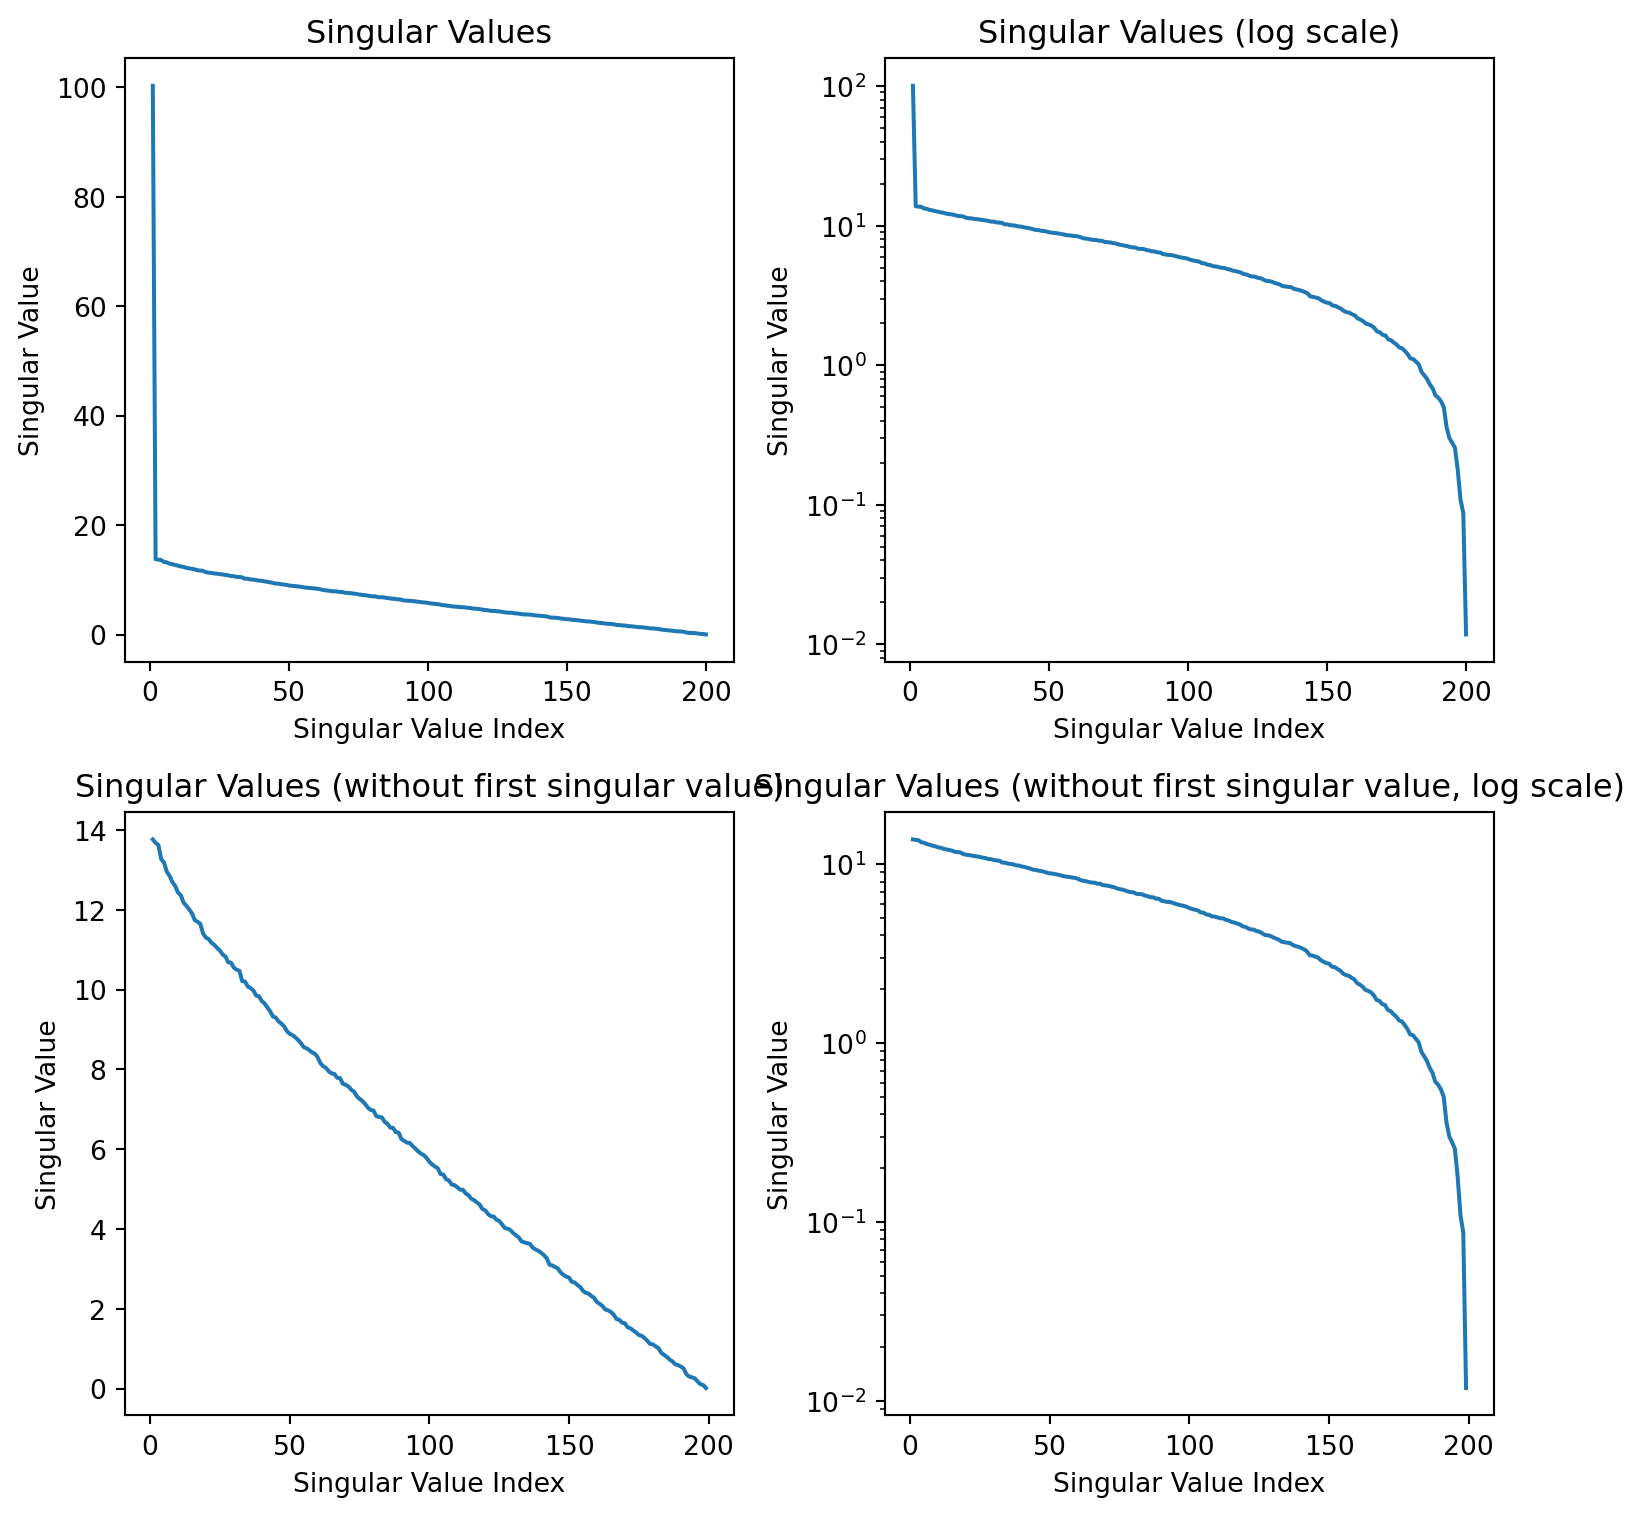 Singular Values
Singular Value
100
80
60
40
20
0
0 50 100 150 200
Singular Value Index
Singular Values (log scale)
Singular Value
10²
10¹
10⁰
10⁻¹
10⁻²
0 50 100 150 200
Singular Value Index
Singular Values (without first singular value)
Singular Value
14
12
10
8
6
4
2
0
0 50 100 150 200
Singular Value Index
Singular Values (without first singular value, log scale)
Singular Value
10¹
10⁰
10⁻¹
10⁻²
0 50 100 150 200
Singular Value Index